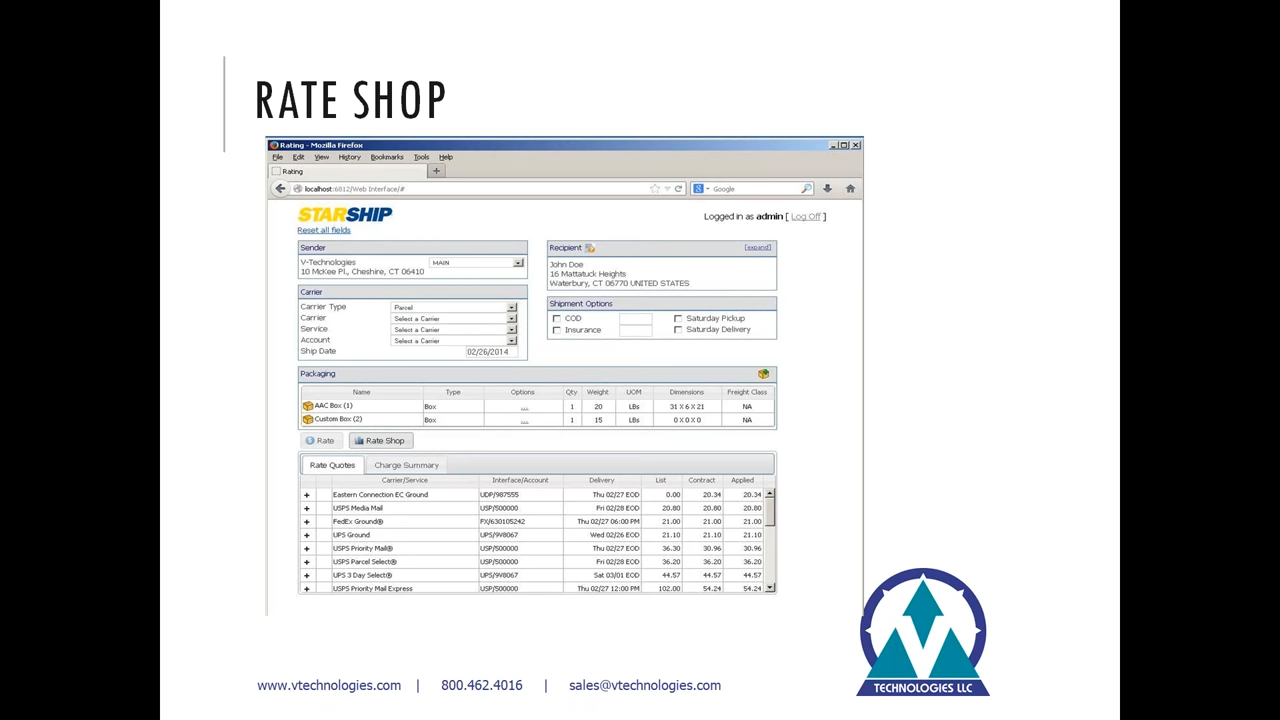 RATE SHOP
Rating - Mozilla Firefox
File Edit View History Bookmarks Tools Help
Rating
localhost:6012/Web Interface/#
Google
STARSHIP
Logged in as admin [ Log Off ]
Reset all fields
Sender
V-Technologies MAIN
10 McKee Pl., Cheshire, CT 06410
Recipient [expand]
John Doe
16 Mattatuck Heights
Waterbury, CT 06770 UNITED STATES
Carrier
Carrier Type Parcel
Carrier Select a Carrier
Service Select a Carrier
Account Select a Carrier
Ship Date 02/26/2014
Shipment Options
COD Saturday Pickup
Insurance Saturday Delivery
Packaging
Name Type Options Qty Weight UOM Dimensions Freight Class
AAC Box (1) Box ... 1 20 LBs 31 X 6 X 21 NA
Custom Box (2) Box ... 1 15 LBs 0 X 0 X 0 NA
Rate Rate Shop
Rate Quotes Charge Summary
Carrier/Service Interface/Account Delivery List Contract Applied
+ Eastern Connection EC Ground UDP/987555 Thu 02/27 EOD 0.00 20.34 20.34
+ USPS Media Mail USP/500000 Fri 02/28 EOD 20.80 20.80 20.80
+ FedEx Ground® FX/630105242 Thu 02/27 06:00 PM 21.00 21.00 21.00
+ UPS Ground UPS/9V8067 Wed 02/26 EOD 21.10 21.10 21.10
+ USPS Priority Mail® USP/500000 Thu 02/27 EOD 36.30 30.96 30.96
+ USPS Parcel Select® USP/500000 Fri 02/28 EOD 36.20 36.20 36.20
+ UPS 3 Day Select® UPS/9V8067 Sat 03/01 EOD 44.57 44.57 44.57
+ USPS Priority Mail Express USP/500000 Thu 02/27 12:00 PM 102.00 54.24 54.24
www.vtechnologies.com | 800.462.4016 | sales@vtechnologies.com
V
TECHNOLOGIES LLC